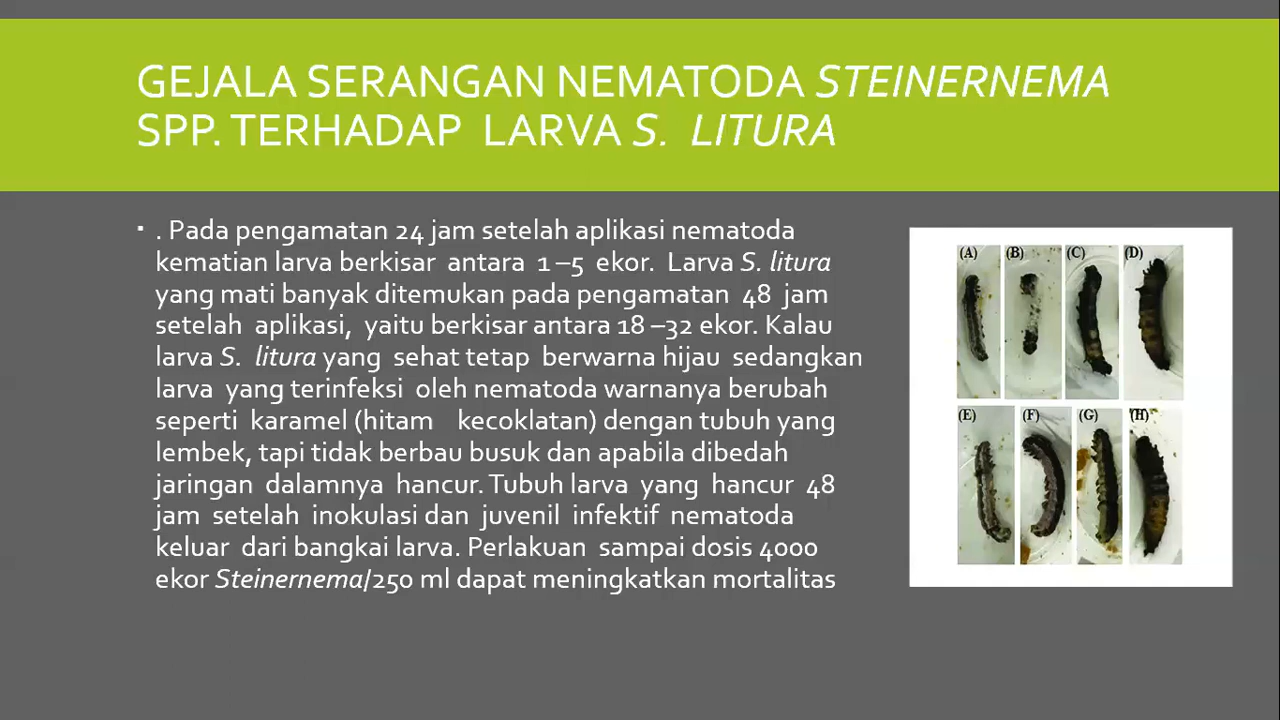 GEJALA SERANGAN NEMATODA STEINERNEMA
SPP. TERHADAP LARVA S. LITURA
▪ . Pada pengamatan 24 jam setelah aplikasi nematoda
kematian larva berkisar antara 1 –5 ekor. Larva S. litura
yang mati banyak ditemukan pada pengamatan 48 jam
setelah aplikasi, yaitu berkisar antara 18 –32 ekor. Kalau
larva S. litura yang sehat tetap berwarna hijau sedangkan
larva yang terinfeksi oleh nematoda warnanya berubah
seperti karamel (hitam kecoklatan) dengan tubuh yang
lembek, tapi tidak berbau busuk dan apabila dibedah
jaringan dalamnya hancur. Tubuh larva yang hancur 48
jam setelah inokulasi dan juvenil infektif nematoda
keluar dari bangkai larva. Perlakuan sampai dosis 4000
ekor Steinernema/250 ml dapat meningkatkan mortalitas
(A) (B) (C) (D)
(E) (F) (G) (H)